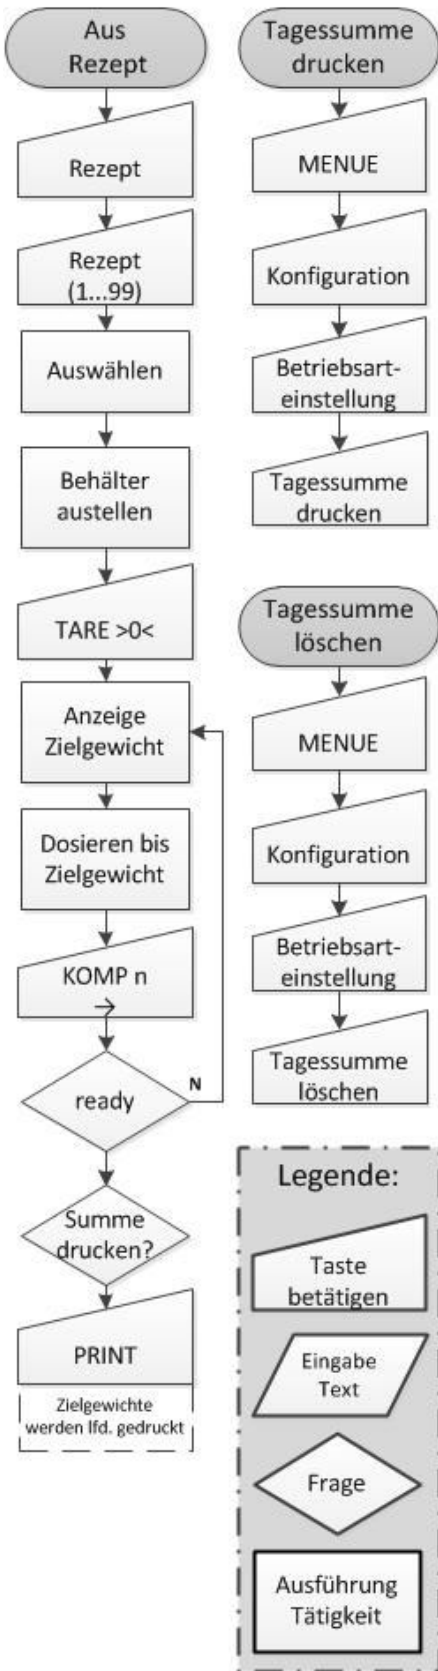 Aus
Rezept
Rezept
Rezept
(1...99)
Auswählen
Behälter
austellen
TARE >0<
Anzeige
Zielgewicht
Dosieren bis
Zielgewicht
KOMP n
→
ready
N
Summe
drucken?
PRINT
Zielgewichte
werden lfd. gedruckt
Tagessumme
drucken
MENUE
Konfiguration
Betriebsart-
einstellung
Tagessumme
drucken
Tagessumme
löschen
MENUE
Konfiguration
Betriebsart-
einstellung
Tagessumme
löschen
Legende:
Taste
betätigen
Eingabe
Text
Frage
Ausführung
Tätigkeit